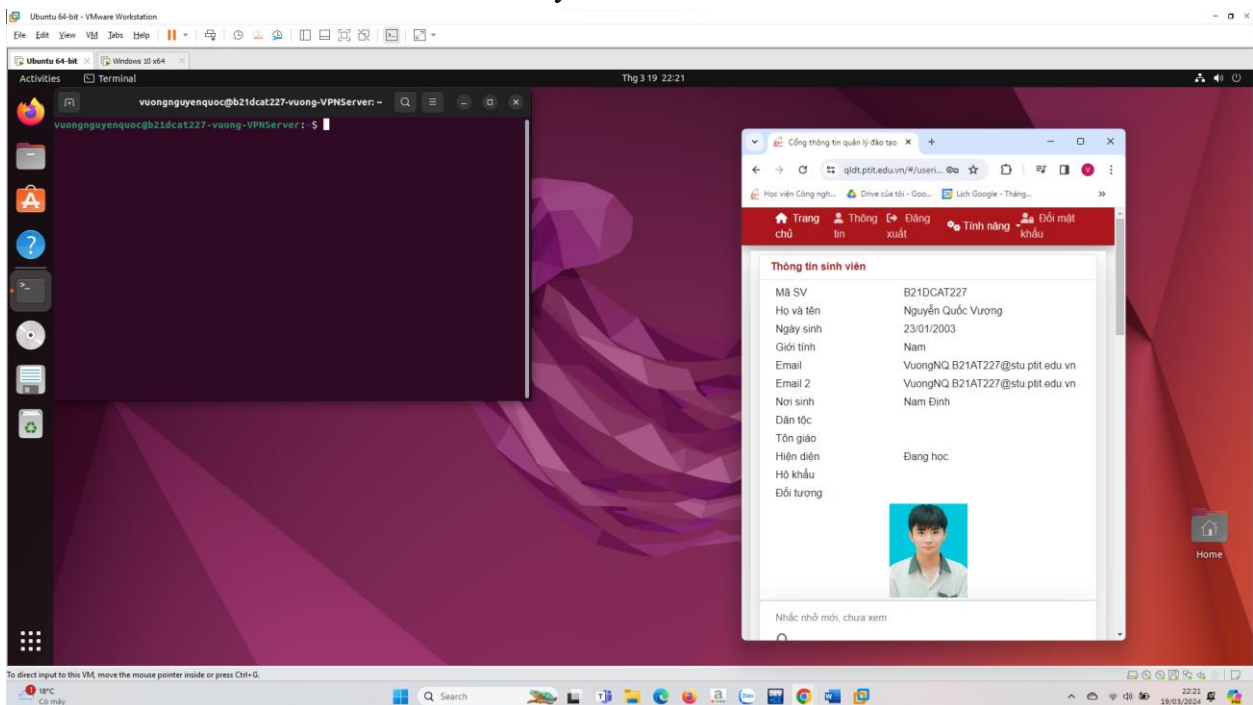 Ubuntu 64-bit - VMware Workstation
File Edit View VM Tabs Help
Ubuntu 64-bit
Windows 10 x64
Activities
Terminal
Thg 3 19 22:21
vuongnguyenquoc@b21dcat227-vuong-VPNServer: ~
vuongnguyenquoc@b21dcat227-vuong-VPNServer:~$
Cổng thông tin quản lý đào tạo
qldt.ptit.edu.vn/#/useri...
Học viện Công ngh...
Drive của tôi - Goo...
Lịch Google - Tháng...
Trang chủ
Thông tin
Đăng xuất
Tính năng
Đổi mật khẩu
Thông tin sinh viên
Mã SV B21DCAT227
Họ và tên Nguyễn Quốc Vượng
Ngày sinh 23/01/2003
Giới tính Nam
Email VuongNQ.B21AT227@stu.ptit.edu.vn
Email 2 VuongNQ.B21AT227@stu.ptit.edu.vn
Nơi sinh Nam Định
Dân tộc
Tôn giáo
Hiện diện Đang học
Hộ khẩu
Đối tượng
Nhắc nhở mới, chưa xem
Home
To direct input to this VM, move the mouse pointer inside or press Ctrl+G.
18°C
Có mây
Search
22:21
19/03/2024